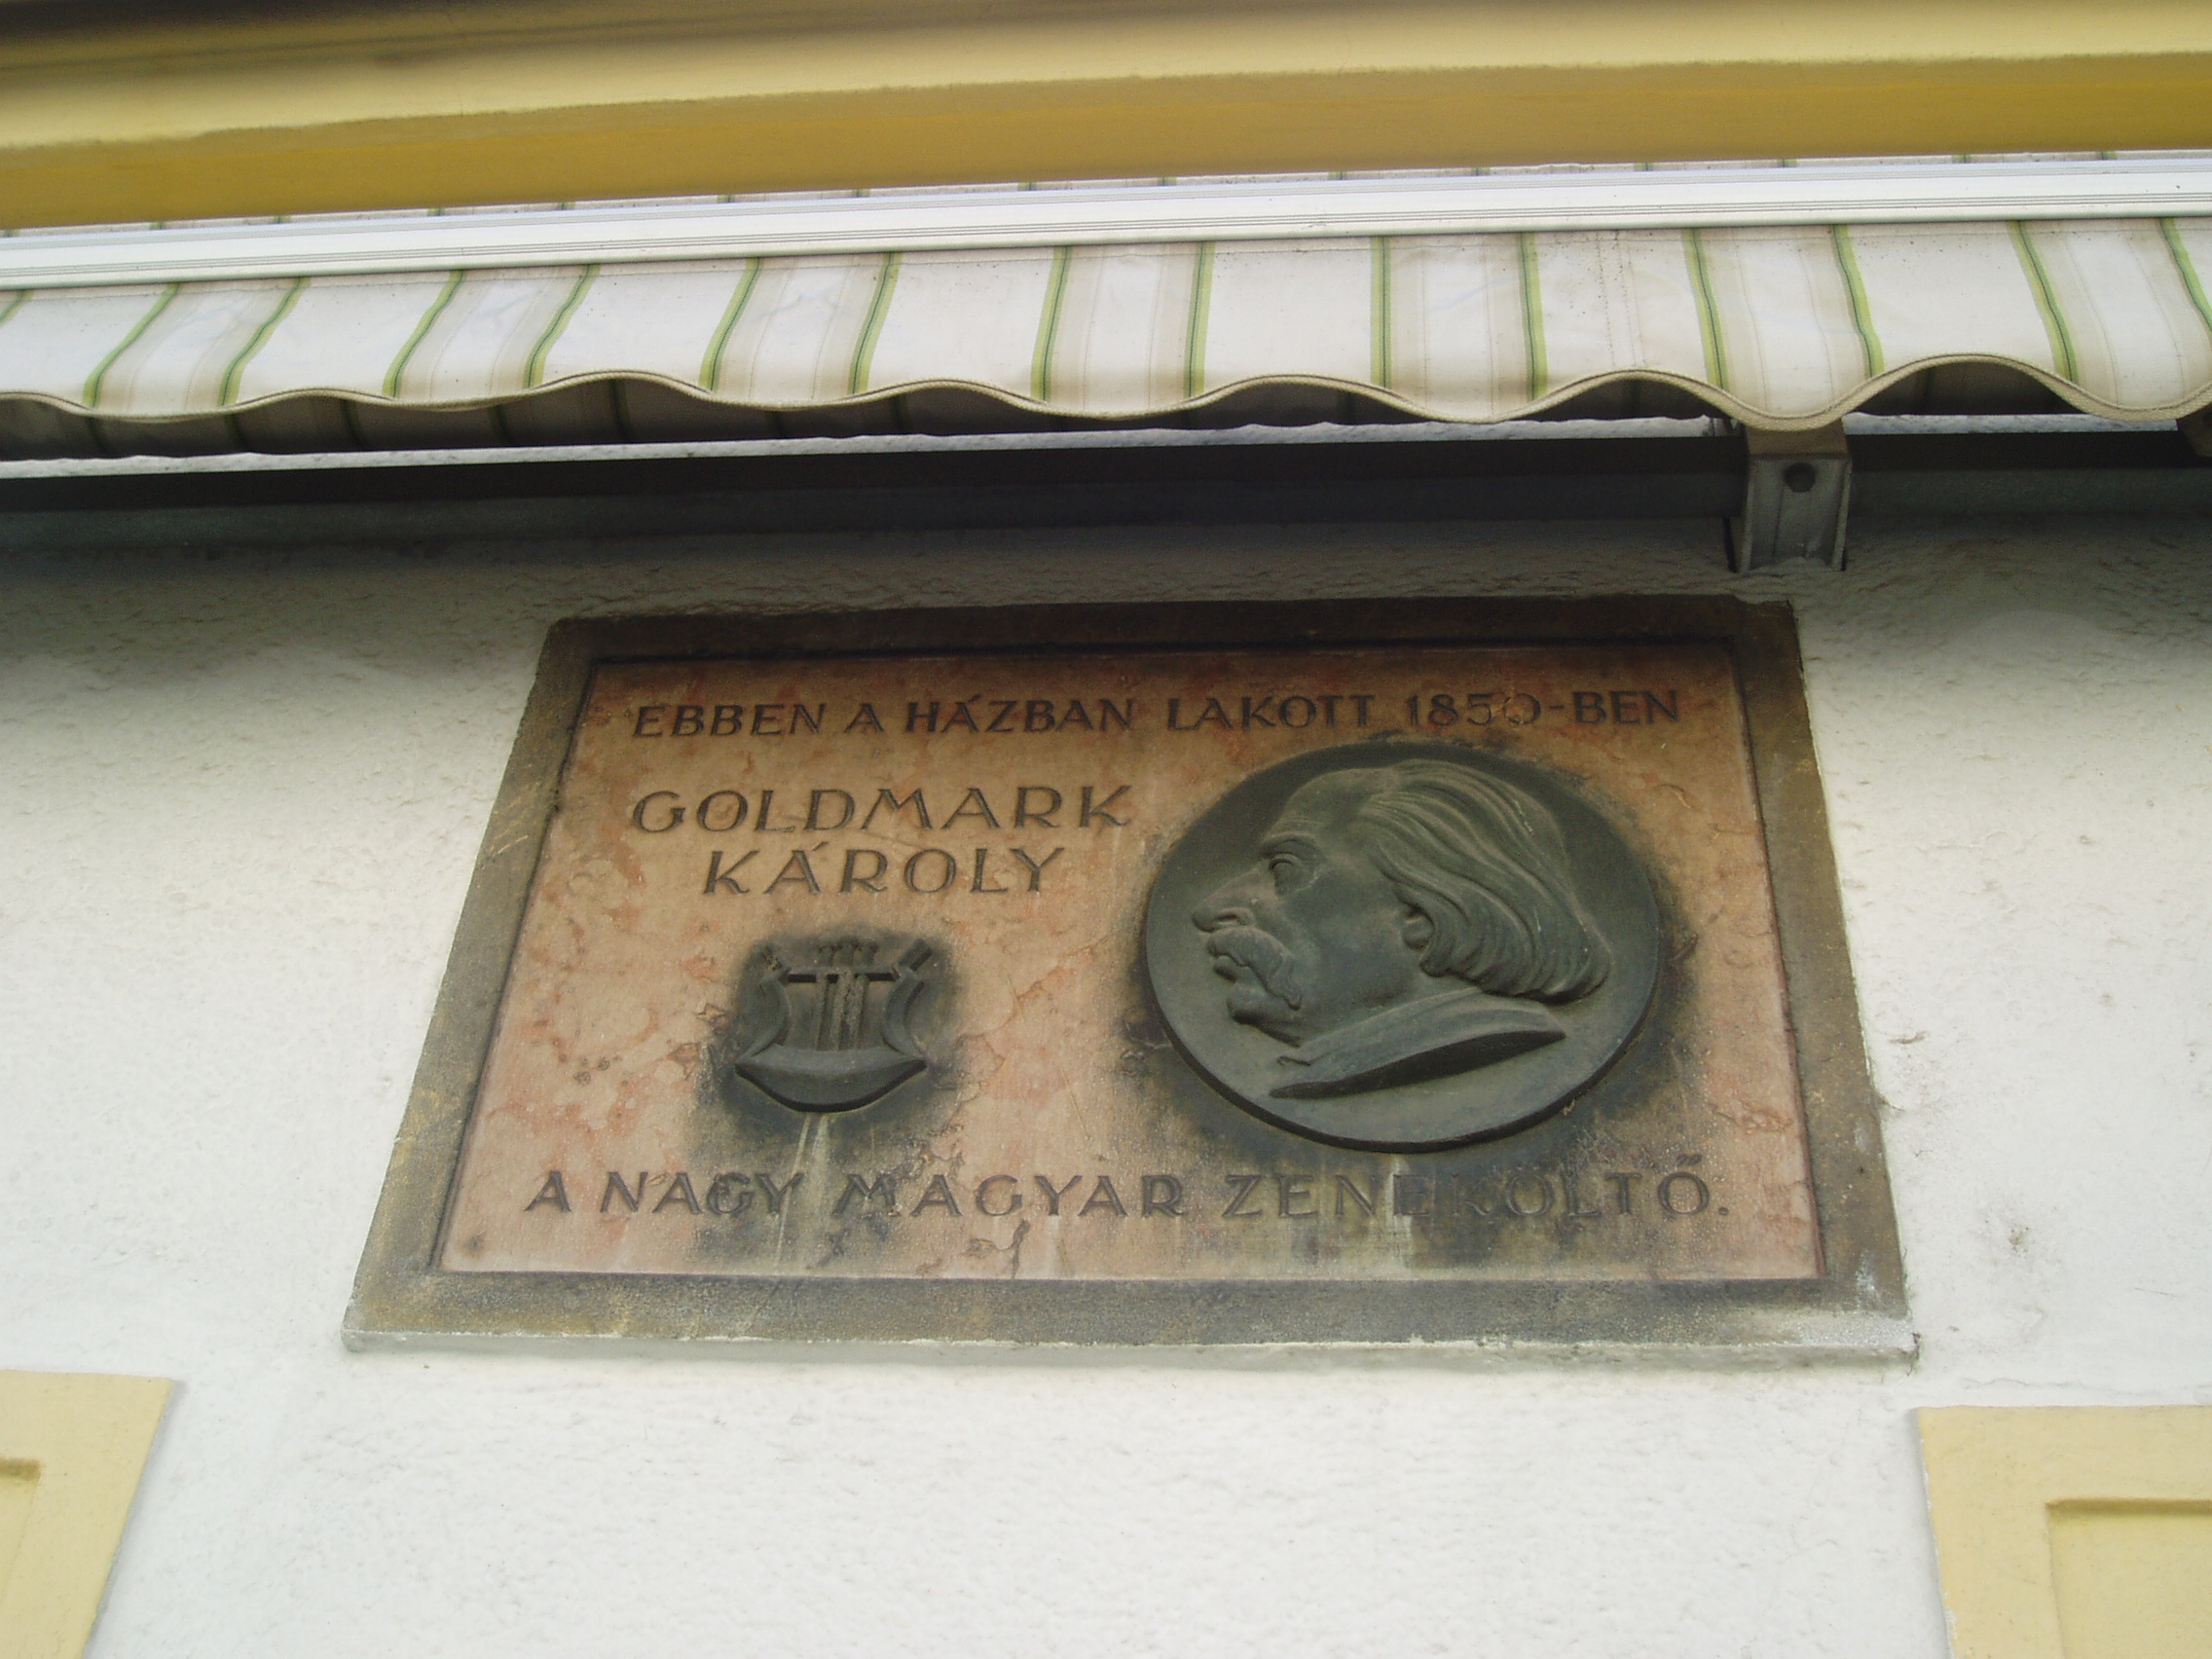 EBBEN A HÁZBAN LAKOTT 1850-BEN
GOLDMARK
KÁROLY
A NAGY MAGYAR ZENEKÖLTŐ.